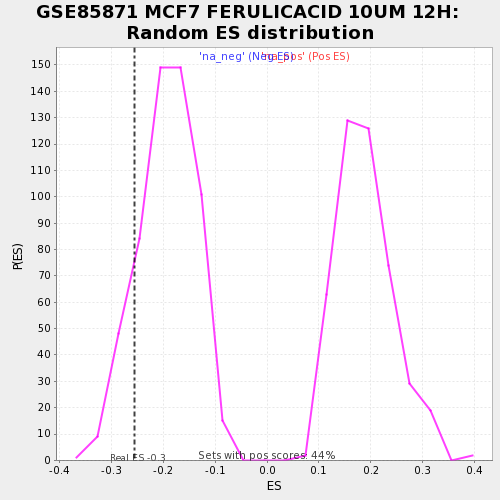 GSE85871 MCF7 FERULICACID 10UM 12H:
Random ES distribution
'na_neg' (Neg ES) 'na_pos' (Pos ES)
150
140
130
120
110
100
90
80
70
60
50
40
30
20
10
0
P(ES)
Real ES -0.3
Sets with pos scores: 44%
-0.4 -0.3 -0.2 -0.1 0.0 0.1 0.2 0.3 0.4
ES